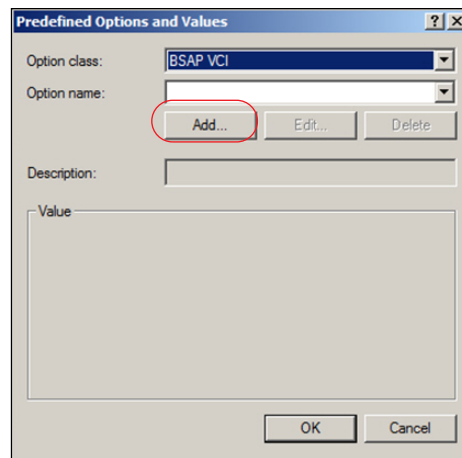 Predefined Options and Values
Option class: BSAP VCI
Option name:
Add... Edit... Delete
Description:
Value
OK Cancel